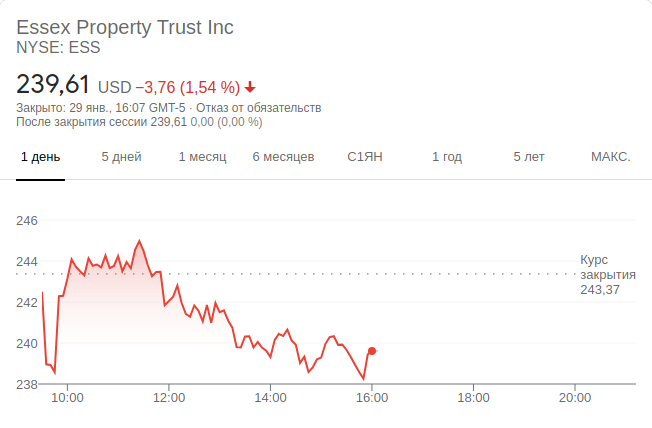 Essex Property Trust Inc
NYSE: ESS
239,61 USD −3,76 (1,54 %)
Закрыто: 29 янв., 16:07 GMT-5 · Отказ от обязательств
После закрытия сессии 239,61 0,00 (0,00 %)
1 день 5 дней 1 месяц 6 месяцев С1ЯН 1 год 5 лет МАКС.
246
244
242
240
238
Курс
закрытия
243,37
10:00 12:00 14:00 16:00 18:00 20:00